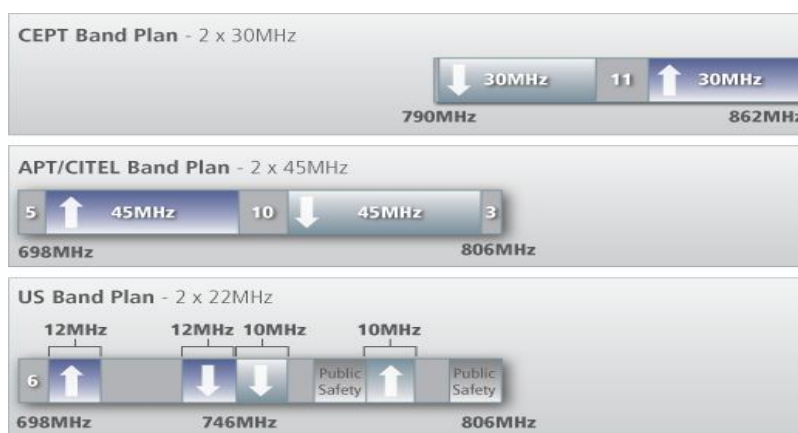 CEPT Band Plan - 2 x 30MHz
30MHz 11 30MHz
790MHz 862MHz
APT/CITEL Band Plan - 2 x 45MHz
5 45MHz 10 45MHz 3
698MHz 806MHz
US Band Plan - 2 x 22MHz
12MHz 12MHz 10MHz 10MHz
6 Public Safety Public Safety
698MHz 746MHz 806MHz